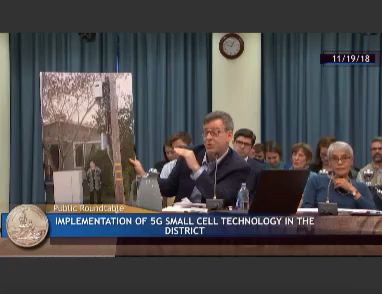 11/19/18
Public Roundtable
IMPLEMENTATION OF 5G SMALL CELL TECHNOLOGY IN THE
DISTRICT